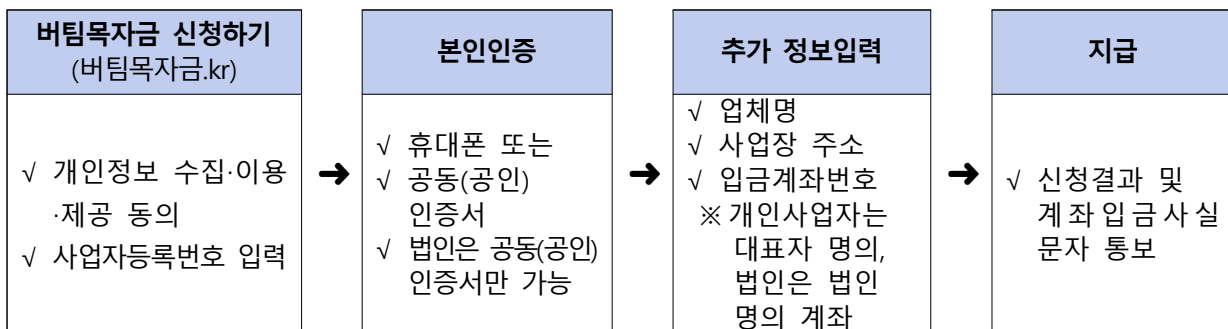 버팀목자금 신청하기
(버팀목자금.kr)
√ 개인정보 수집·이용
·제공 동의
√ 사업자등록번호 입력
➜
본인인증
√ 휴대폰 또는
√ 공동(공인)
인증서
√ 법인은 공동(공인)
인증서만 가능
➜
추가 정보입력
√ 업체명
√ 사업장 주소
√ 입금계좌번호
※ 개인사업자는
대표자 명의,
법인은 법인
명의 계좌
➜
지급
√ 신청결과 및
계좌입금사실
문자 통보